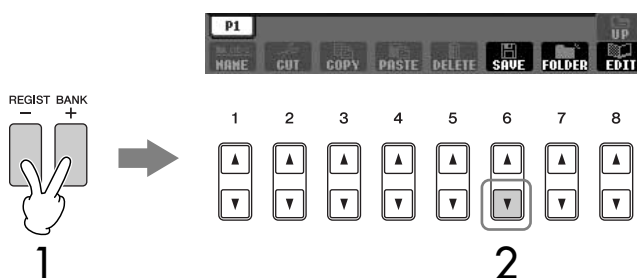 P1
UP
NAME CUT COPY PASTE DELETE SAVE FOLDER EDIT
REGIST BANK
- +
1 2 3 4 5 6 7 8
1
2